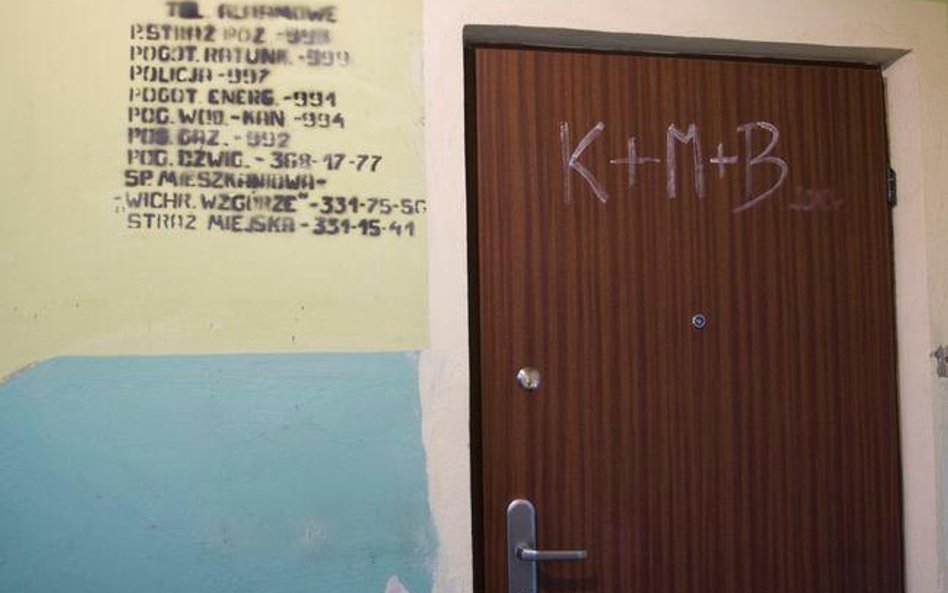 TEL. ALARMOWE
P. STRAŻ POŻ. -998
POGOT. RATUNK. -999
POLICJA -997
POGOT. ENERG. -991
POG. WOD.-KAN -994
POG. GAZ. - 992
POG. DŹWIG. - 368-17-77
SP. MIESZKANIOWA-
„WICHR. WZGÓRZE" - 331-75-56
STRAŻ MIEJSKA - 331-15-41
K+M+B